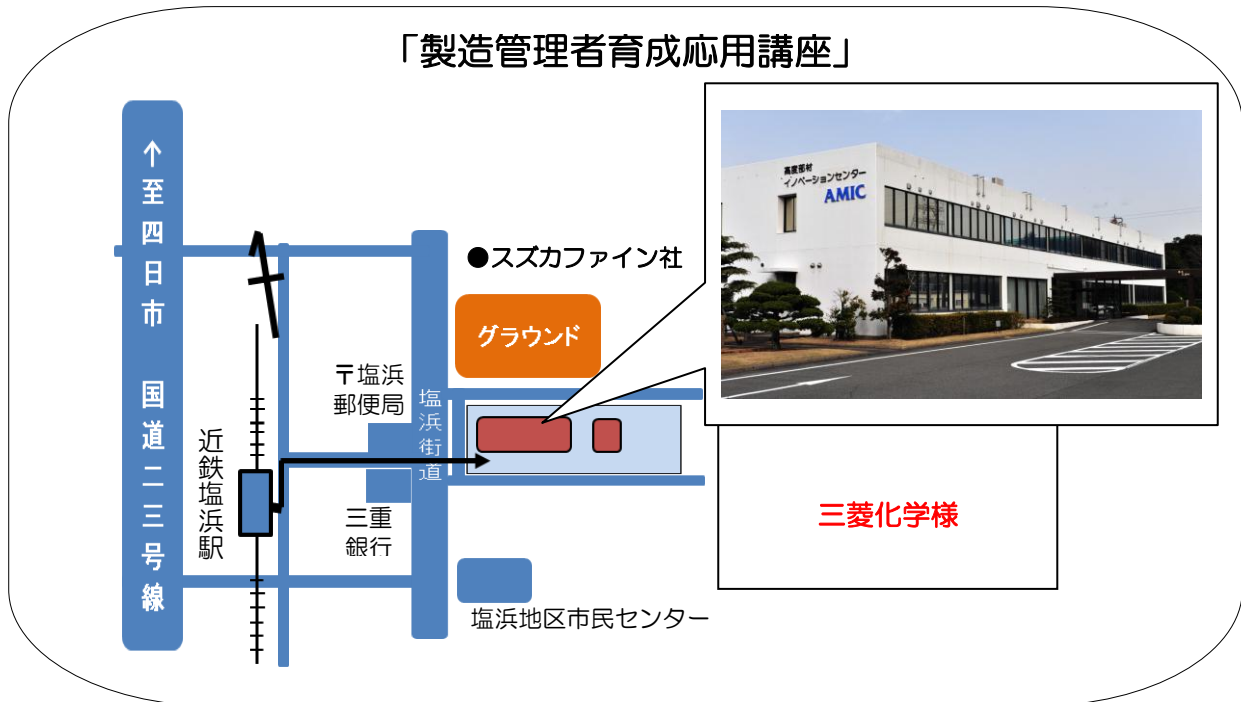 「製造管理者育成応用講座」
↑至四日市 国道二三号線
高度部材
イノベーションセンター
AMIC
●スズカファイン社
グラウンド
〒塩浜
郵便局
塩浜街道
近鉄塩浜駅
三重
銀行
三菱化学様
塩浜地区市民センター